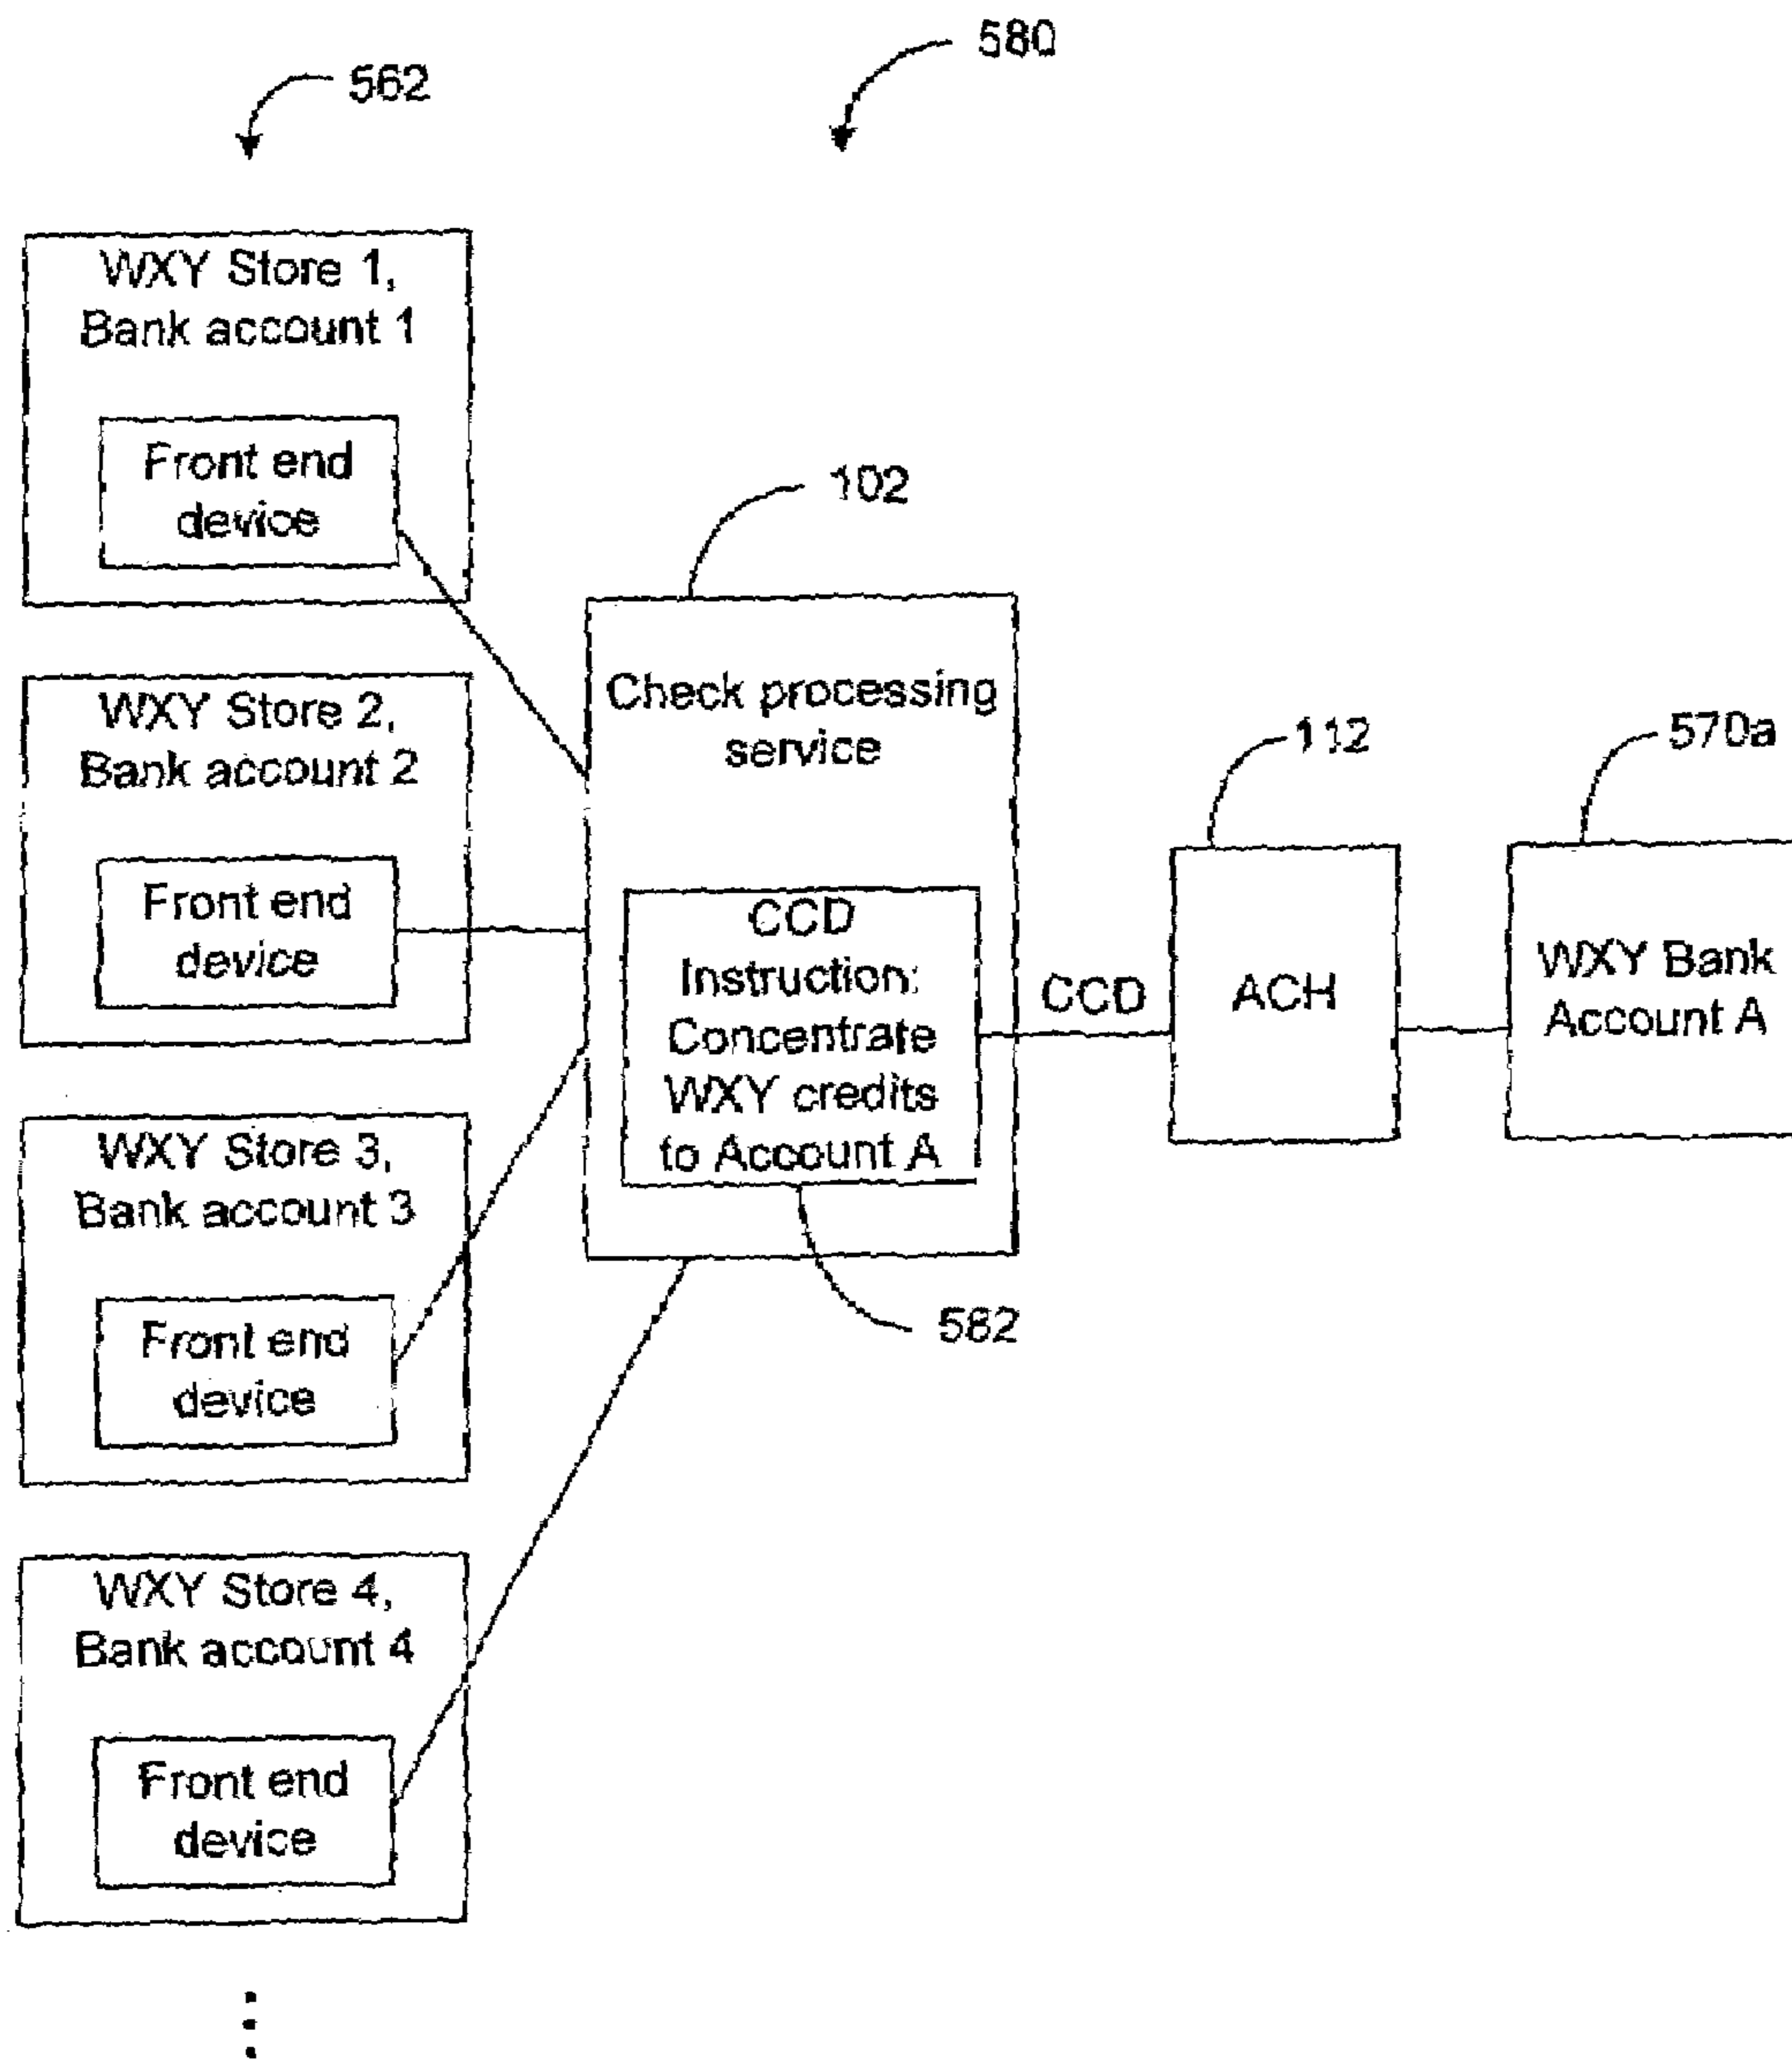 562
580
WXY Store 1,
Bank account 1
Front end
device
102
WXY Store 2,
Bank account 2
Front end
device
Check processing
service
CCD
Instruction:
Concentrate
WXY credits
to Account A
582
CCD
112
ACH
570a
WXY Bank
Account A
WXY Store 3,
Bank account 3
Front end
device
WXY Store 4,
Bank account 4
Front end
device